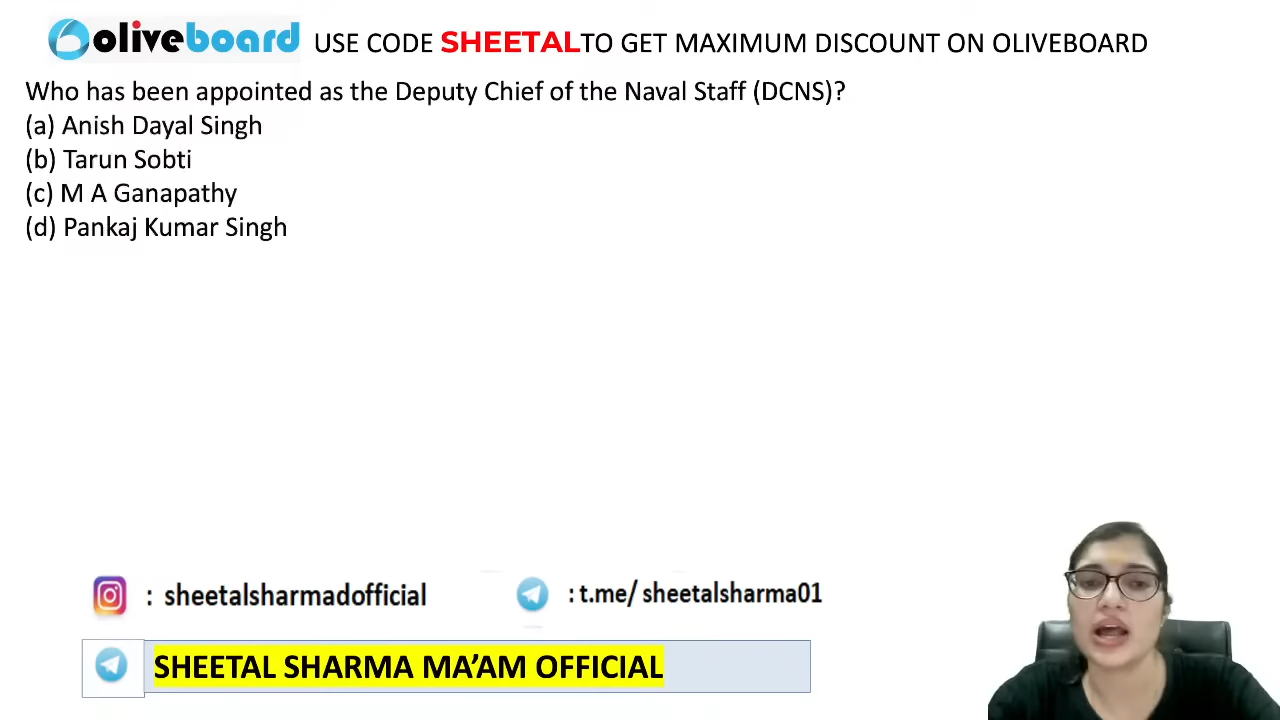 oliveboard USE CODE SHEETAL TO GET MAXIMUM DISCOUNT ON OLIVEBOARD
Who has been appointed as the Deputy Chief of the Naval Staff (DCNS)?
(a) Anish Dayal Singh
(b) Tarun Sobti
(c) M A Ganapathy
(d) Pankaj Kumar Singh
: sheetalsharmadofficial
: t.me/ sheetalsharma01
SHEETAL SHARMA MA’AM OFFICIAL